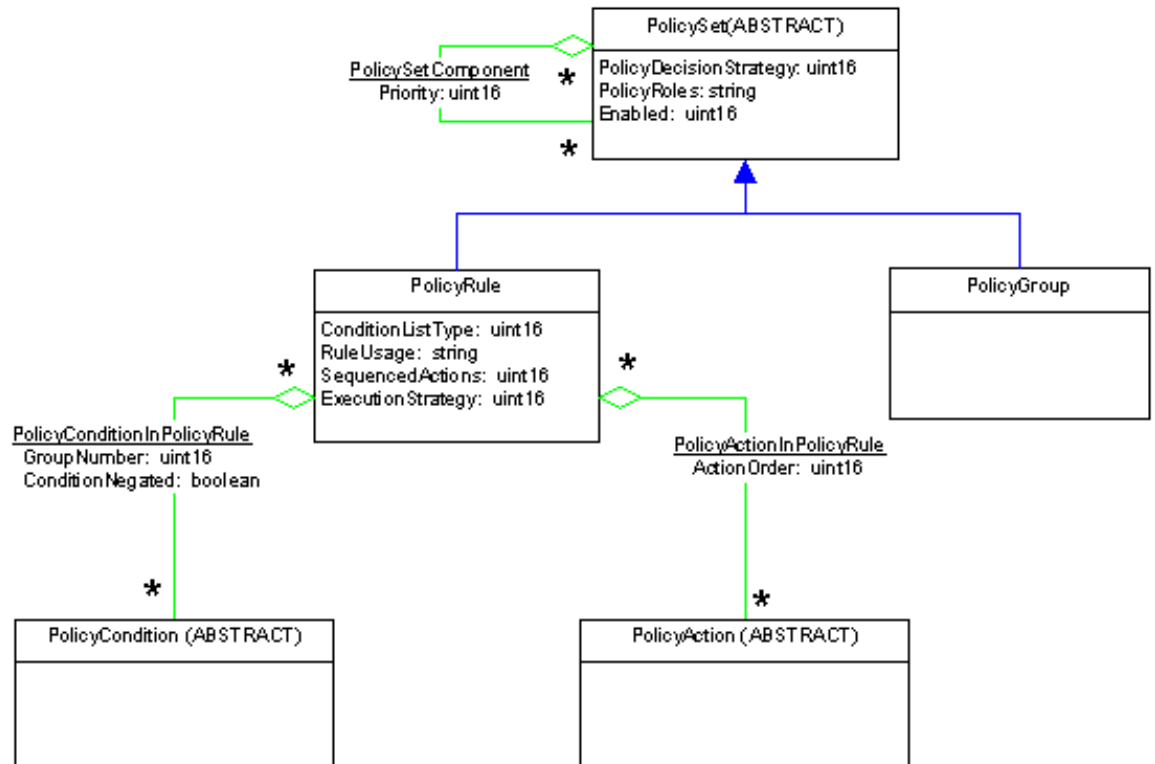 PolicySet(ABSTRACT)
PolicyDecisionStrategy: uint16
PolicyRoles: string
Enabled: uint16
PolicySetComponent
Priority: uint16
*
*
PolicyRule
ConditionListType: uint16
RuleUsage: string
SequencedActions: uint16
ExecutionStrategy: uint16
PolicyGroup
*
*
PolicyConditionInPolicyRule
GroupNumber: uint16
ConditionNegated: boolean
PolicyActionInPolicyRule
ActionOrder: uint16
*
*
PolicyCondition (ABSTRACT)
PolicyAction (ABSTRACT)